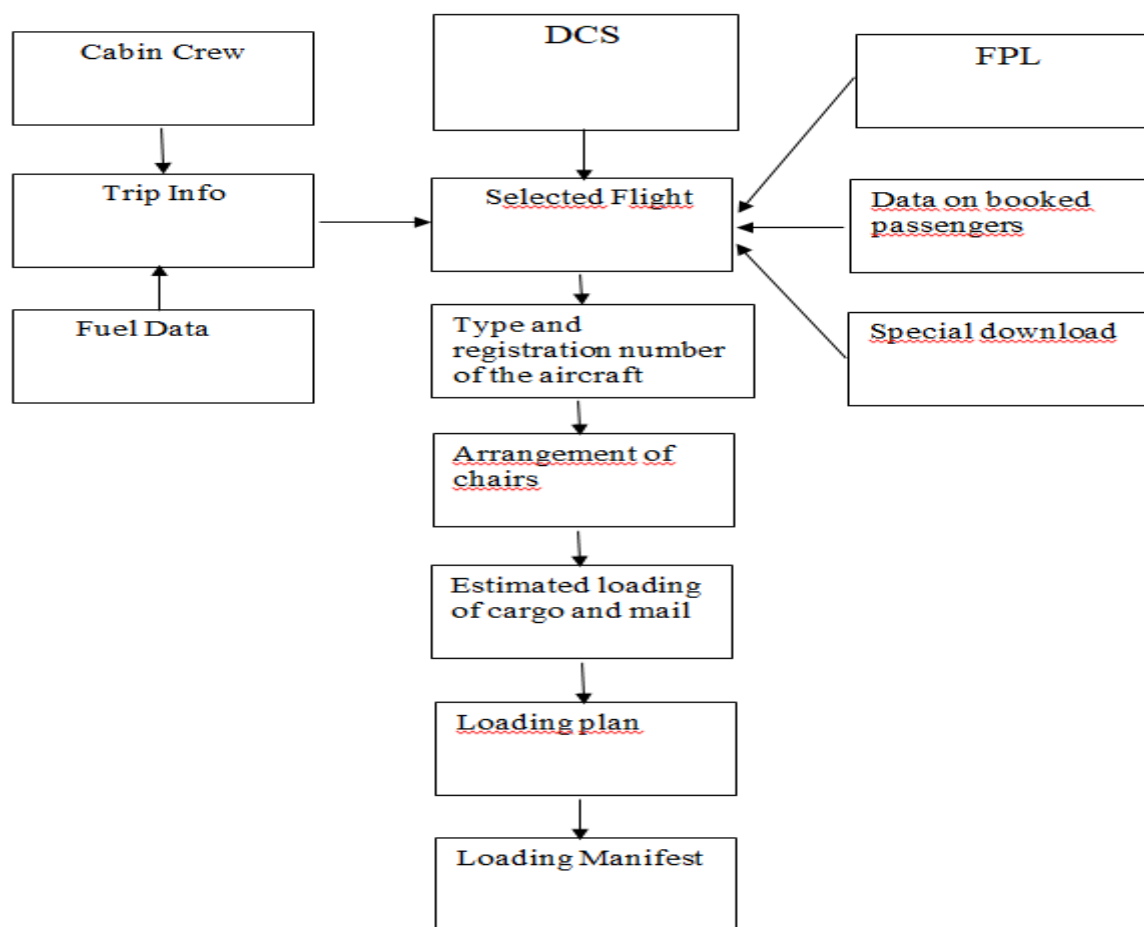 Cabin Crew
DCS
FPL
Trip Info
Selected Flight
Data on booked
passengers
Fuel Data
Type and
registration number
of the aircraft
Special download
Arrangement of
chairs
Estimated loading
of cargo and mail
Loading plan
Loading Manifest